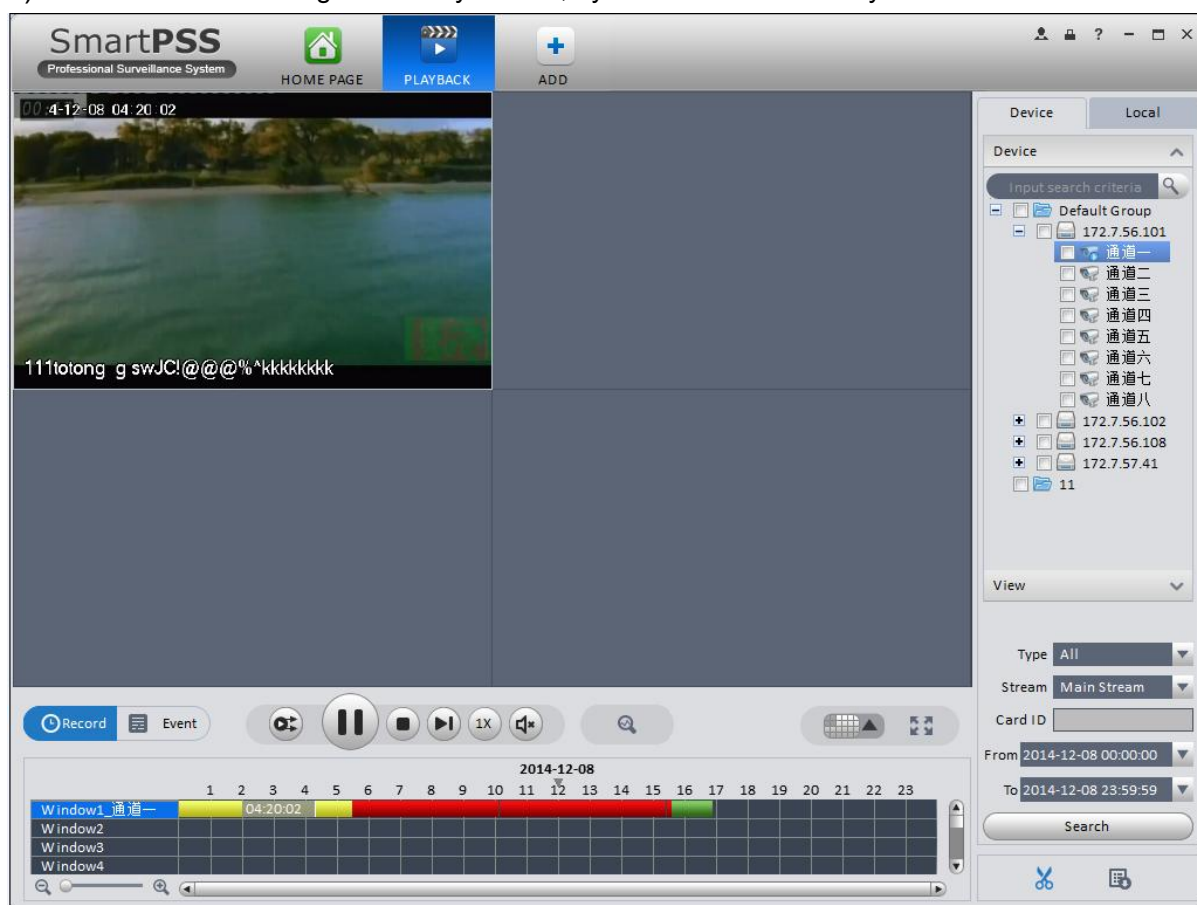 SmartPSS
Professional Surveillance System
HOME PAGE
PLAYBACK
ADD
4-12-08 04:20:02
111totong g swJC!@@@%^kkkkkkkk
Device
Local
Device
Input search criteria
Default Group
172.7.56.101
通道一
通道二
通道三
通道四
通道五
通道六
通道七
通道八
172.7.56.102
172.7.56.108
172.7.57.41
11
View
Type All
Stream Main Stream
Card ID
From 2014-12-08 00:00:00
To 2014-12-08 23:59:59
Search
Record
Event
1X
2014-12-08
1 2 3 4 5 6 7 8 9 10 11 12 13 14 15 16 17 18 19 20 21 22 23
Window1_通道一 04:20:02
Window2
Window3
Window4